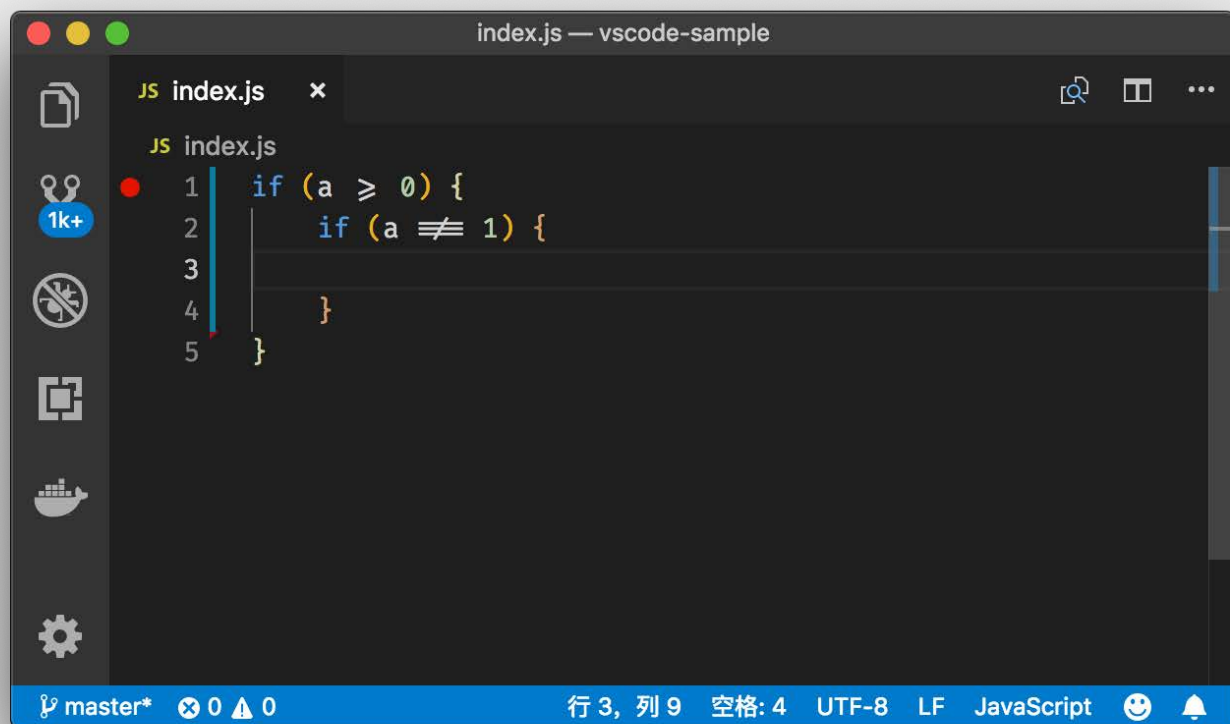 index.js — vscode-sample
JS index.js ×
JS index.js
1 if (a ⩾ 0) {
1k+
2     if (a ≢ 1) {
3
4     }
5 }
master* 0 0 行 3，列 9 空格: 4 UTF-8 LF JavaScript